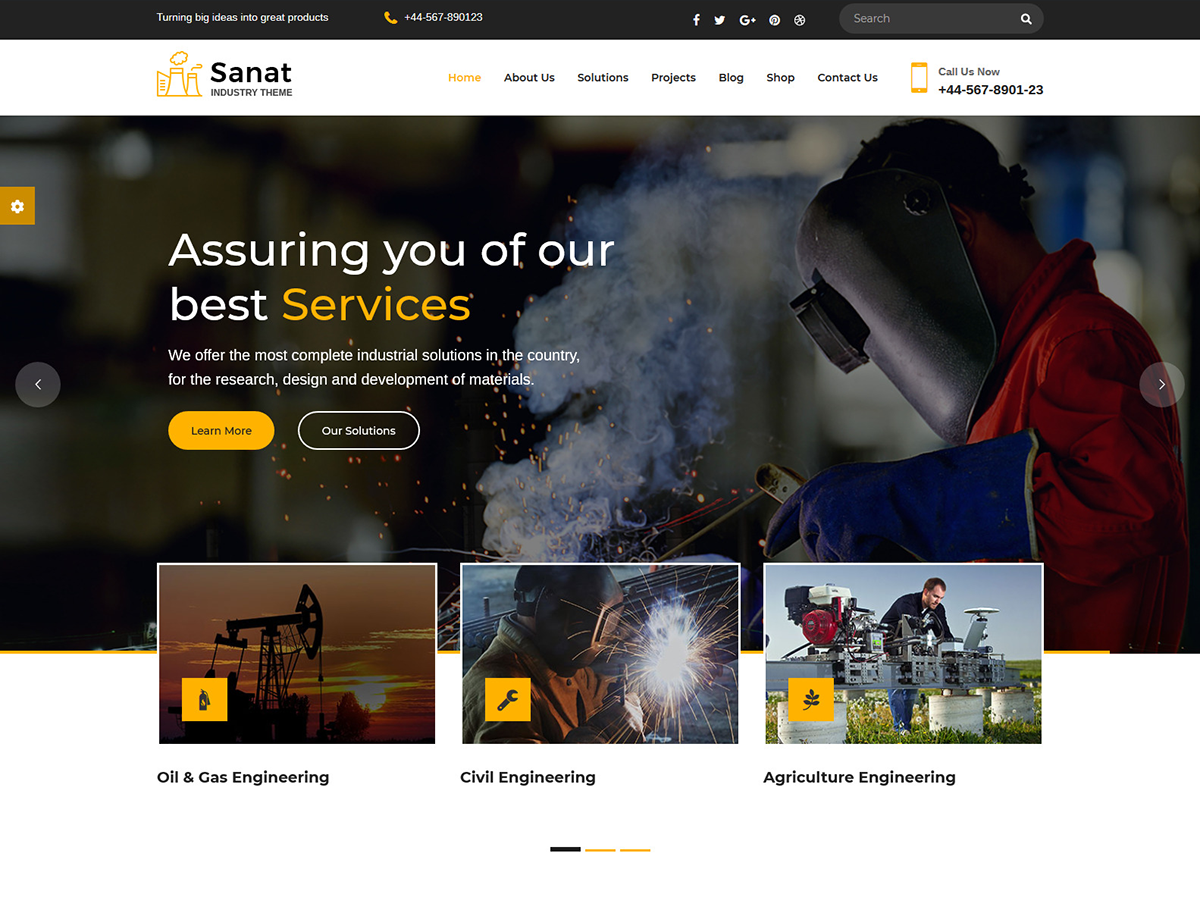 Turning big ideas into great products
+44-567-890123
Search
Sanat
INDUSTRY THEME
Home
About Us
Solutions
Projects
Blog
Shop
Contact Us
Call Us Now
+44-567-8901-23
Assuring you of our
best Services
We offer the most complete industrial solutions in the country,
for the research, design and development of materials.
Learn More
Our Solutions
Oil & Gas Engineering
Civil Engineering
Agriculture Engineering